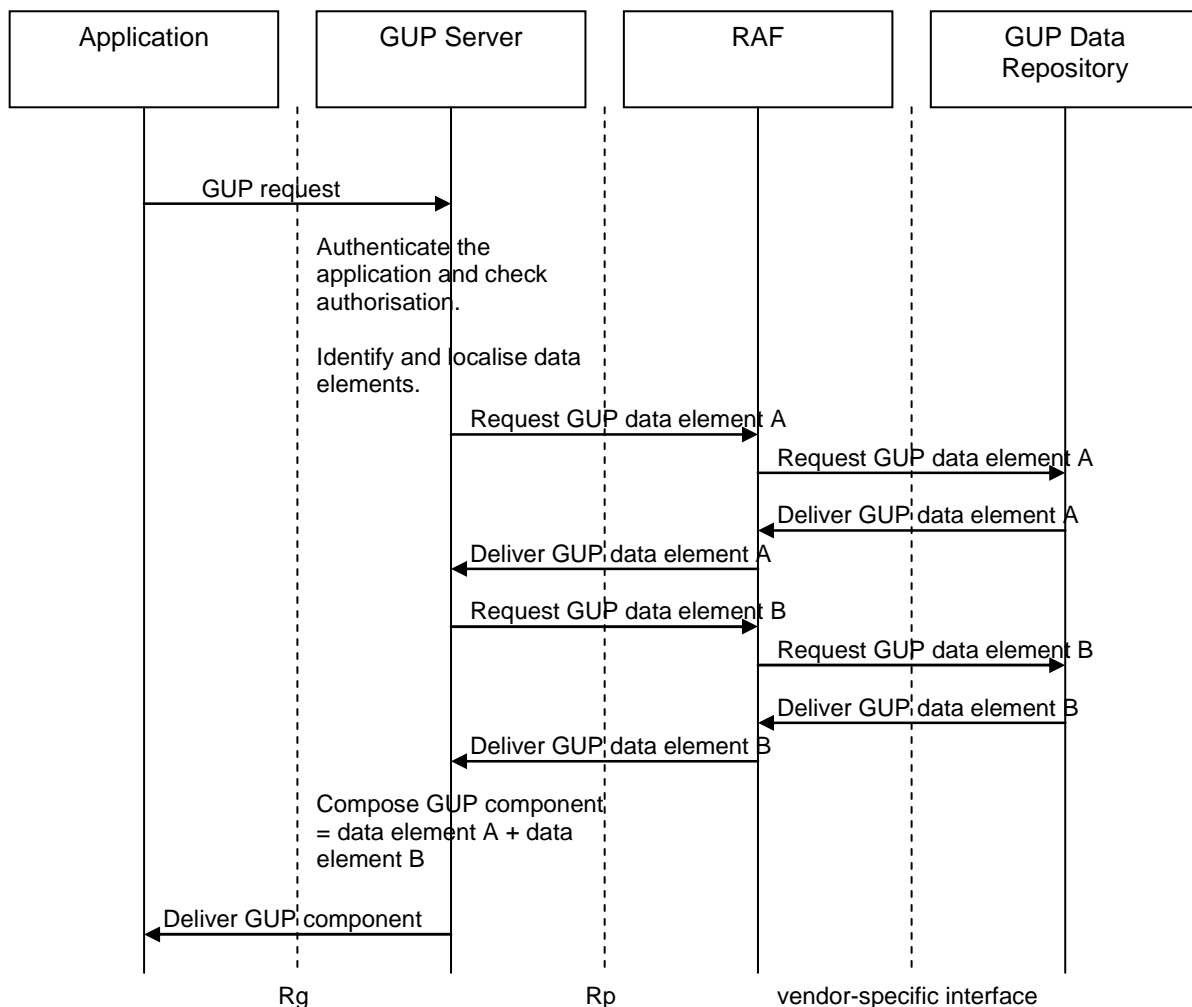 Application
GUP Server
RAF
GUP Data
Repository
GUP request
Authenticate the
application and check
authorisation.
Identify and localise data
elements.
Request GUP data element A
Request GUP data element A
Deliver GUP data element A
Deliver GUP data element A
Request GUP data element B
Request GUP data element B
Deliver GUP data element B
Deliver GUP data element B
Compose GUP component
= data element A + data
element B
Deliver GUP component
Rg
Rp
vendor-specific interface